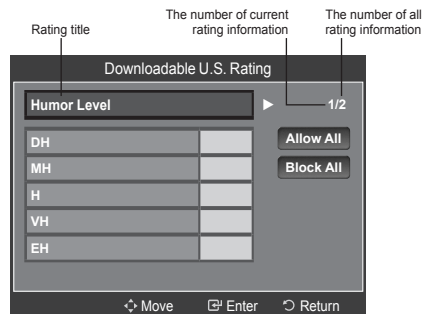 Rating title
The number of current
rating information
The number of all
rating information
Downloadable U.S. Rating
Humor Level
1/2
DH
MH
H
VH
EH
Allow All
Block All
Move
Enter
Return